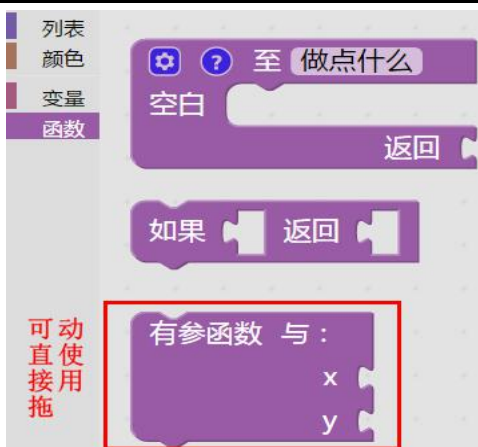 列表
颜色
变量
函数
? 至 做点什么
空白
返回
如果 返回
有参函数 与：
x
y
可直接拖
动使用